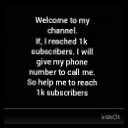 Welcome to my
channel.
If, I reached 1k
subscribers. I will
give my phone
number to call me.
So help me to reach
1k subscribers
InShOt